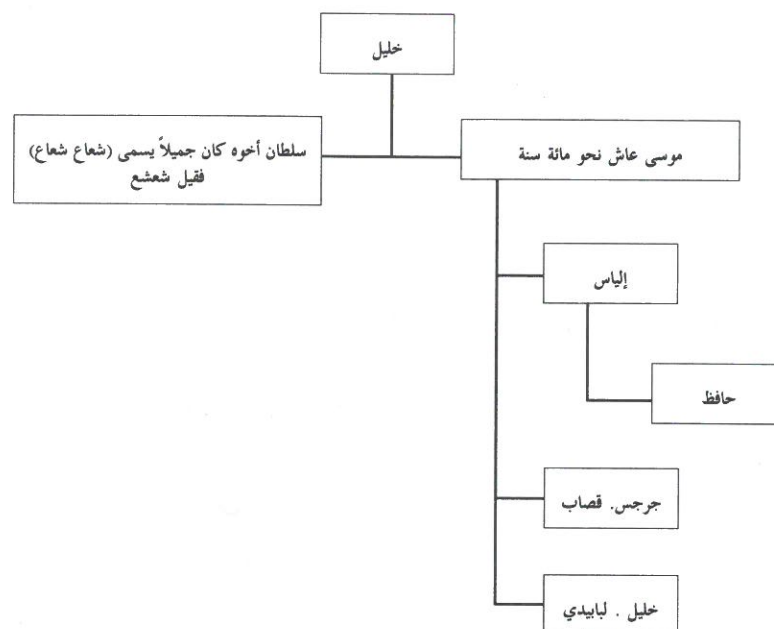 خليل
موسى عاش نحو مائة سنة
سلطان أخوه كان جميلاً يسمى (شعاع شعاع)
فقيل شعشع
إلياس
حافظ
جرجس. قصاب
خليل . لبابيدي